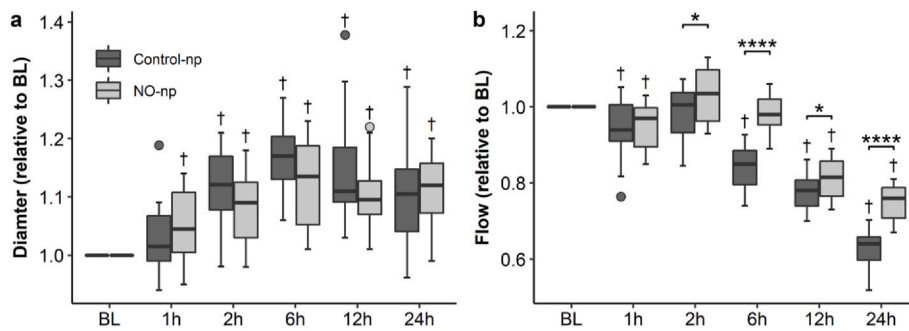 a
Diamter (relative to BL)
1.4
1.3
1.2
1.1
1.0
Control-np
NO-np
† † † † † † † † †
BL 1h 2h 6h 12h 24h
b
Flow (relative to BL)
1.2
1.0
0.8
0.6
* **** * ****
† † † † † † †
BL 1h 2h 6h 12h 24h